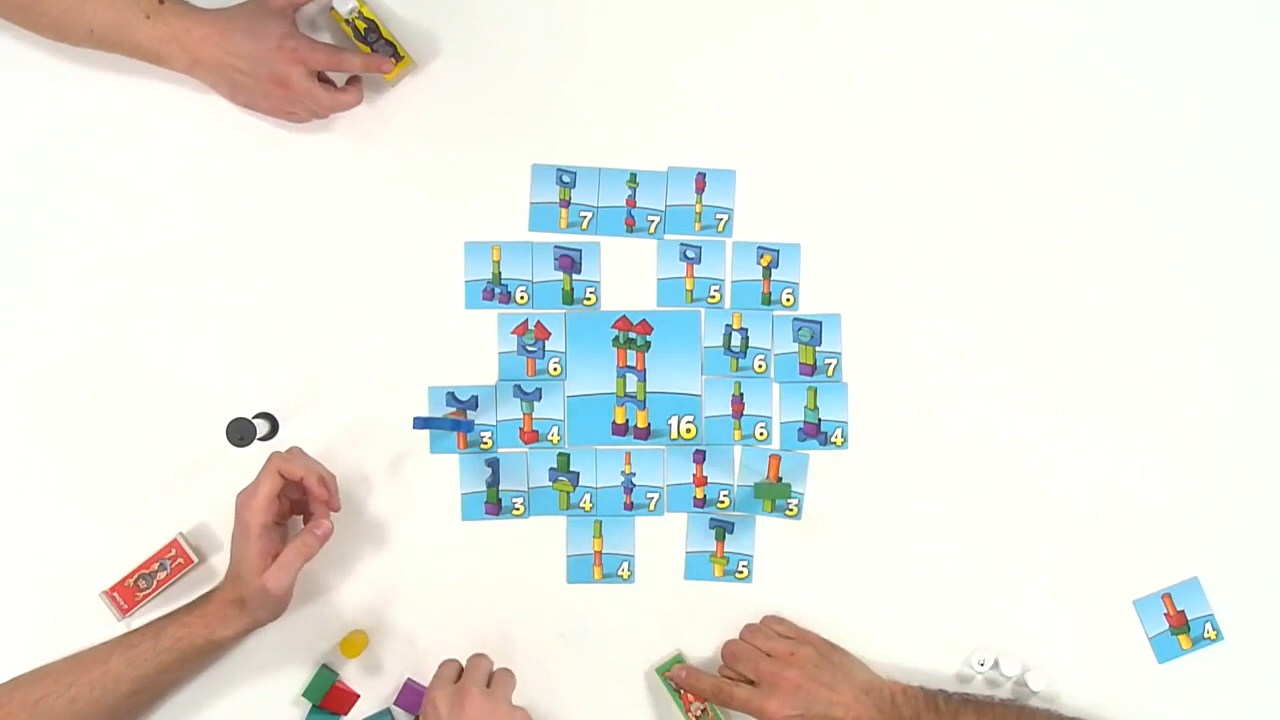 7 7 7
6 5 5 6
6 6 7
3 4 16 6 4
3 4 7 5 3
4 5
4